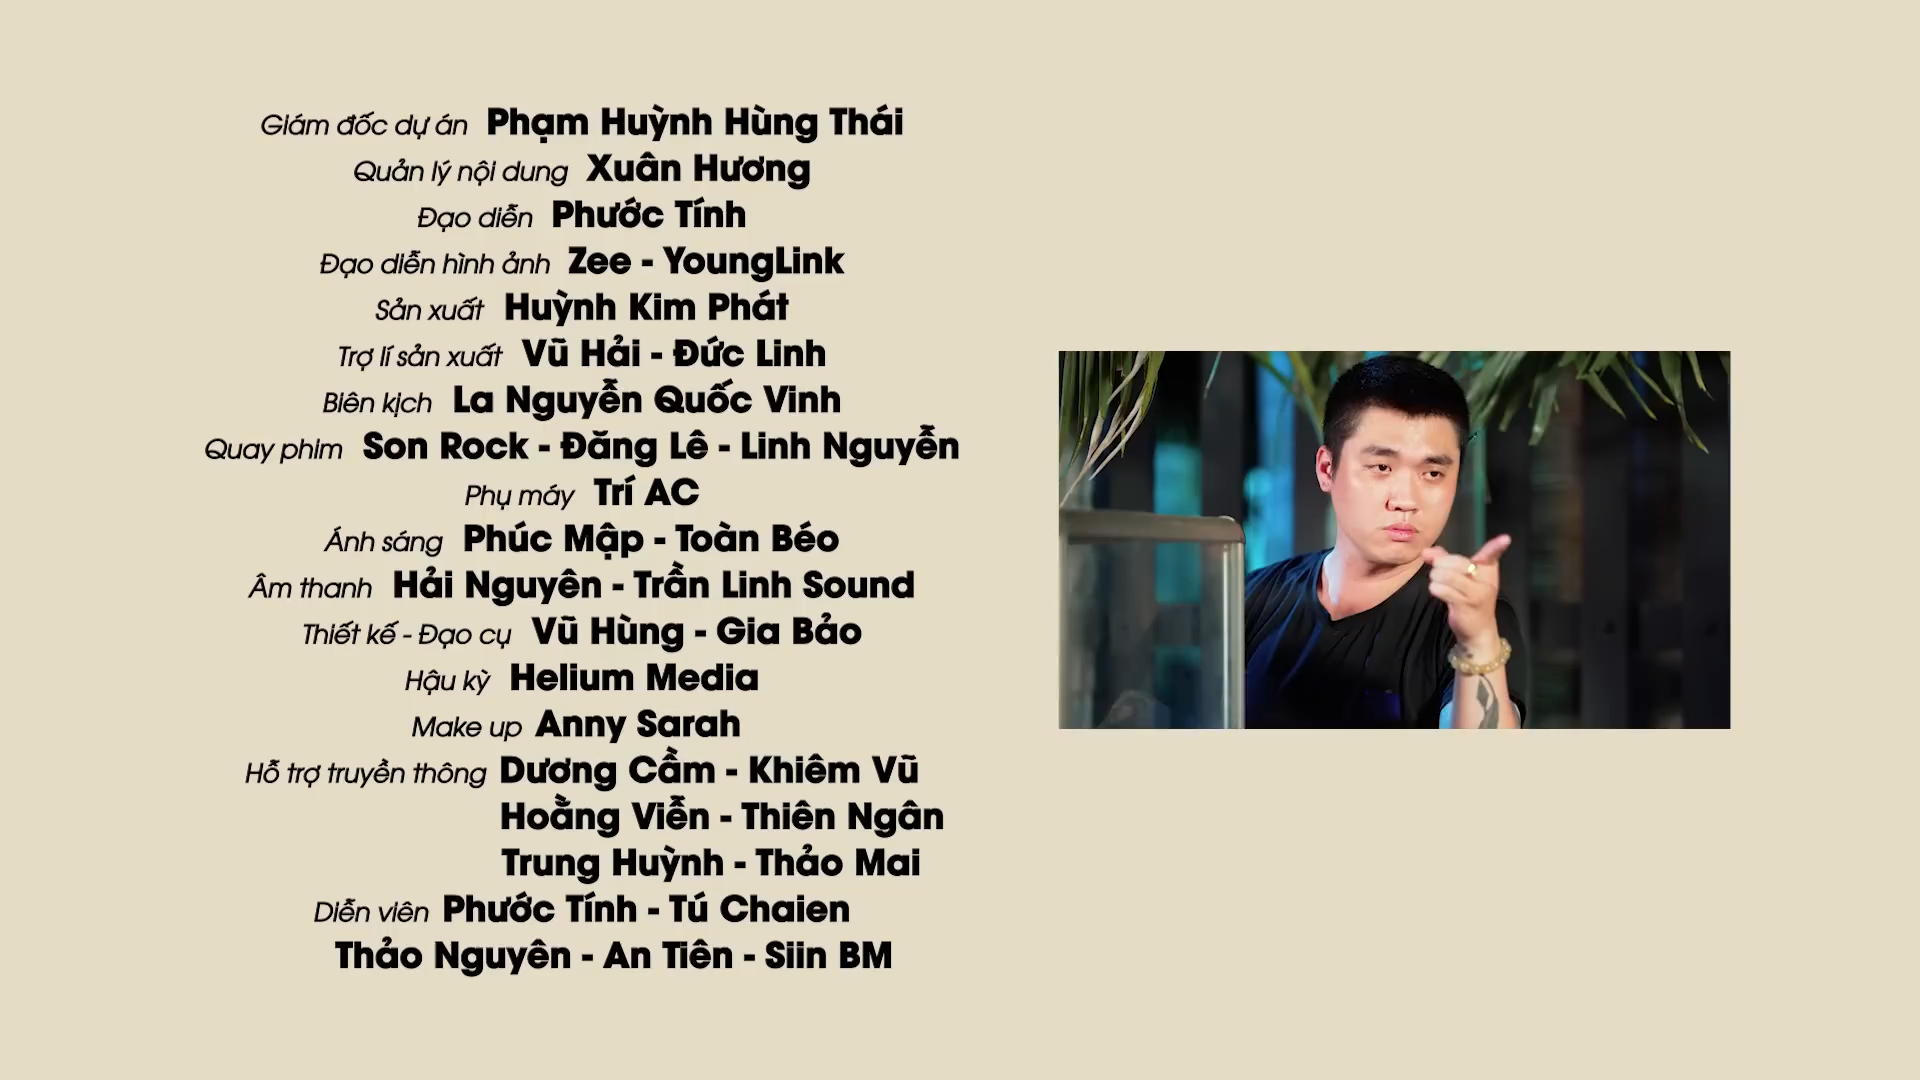 Giám đốc dự án Phạm Huỳnh Hùng Thái
Quản lý nội dung Xuân Hương
Đạo diễn Phước Tính
Đạo diễn hình ảnh Zee - YoungLink
Sản xuất Huỳnh Kim Phát
Trợ lí sản xuất Vũ Hải - Đức Linh
Biên kịch La Nguyễn Quốc Vinh
Quay phim Son Rock - Đăng Lê - Linh Nguyễn
Phụ máy Trí AC
Ánh sáng Phúc Mập - Toàn Béo
Âm thanh Hải Nguyên - Trần Linh Sound
Thiết kế - Đạo cụ Vũ Hùng - Gia Bảo
Hậu kỳ Helium Media
Make up Anny Sarah
Hỗ trợ truyền thông Dương Cầm - Khiêm Vũ
Hoằng Viễn - Thiên Ngân
Trung Huỳnh - Thảo Mai
Diễn viên Phước Tính - Tú Chaien
Thảo Nguyên - An Tiên - Siin BM